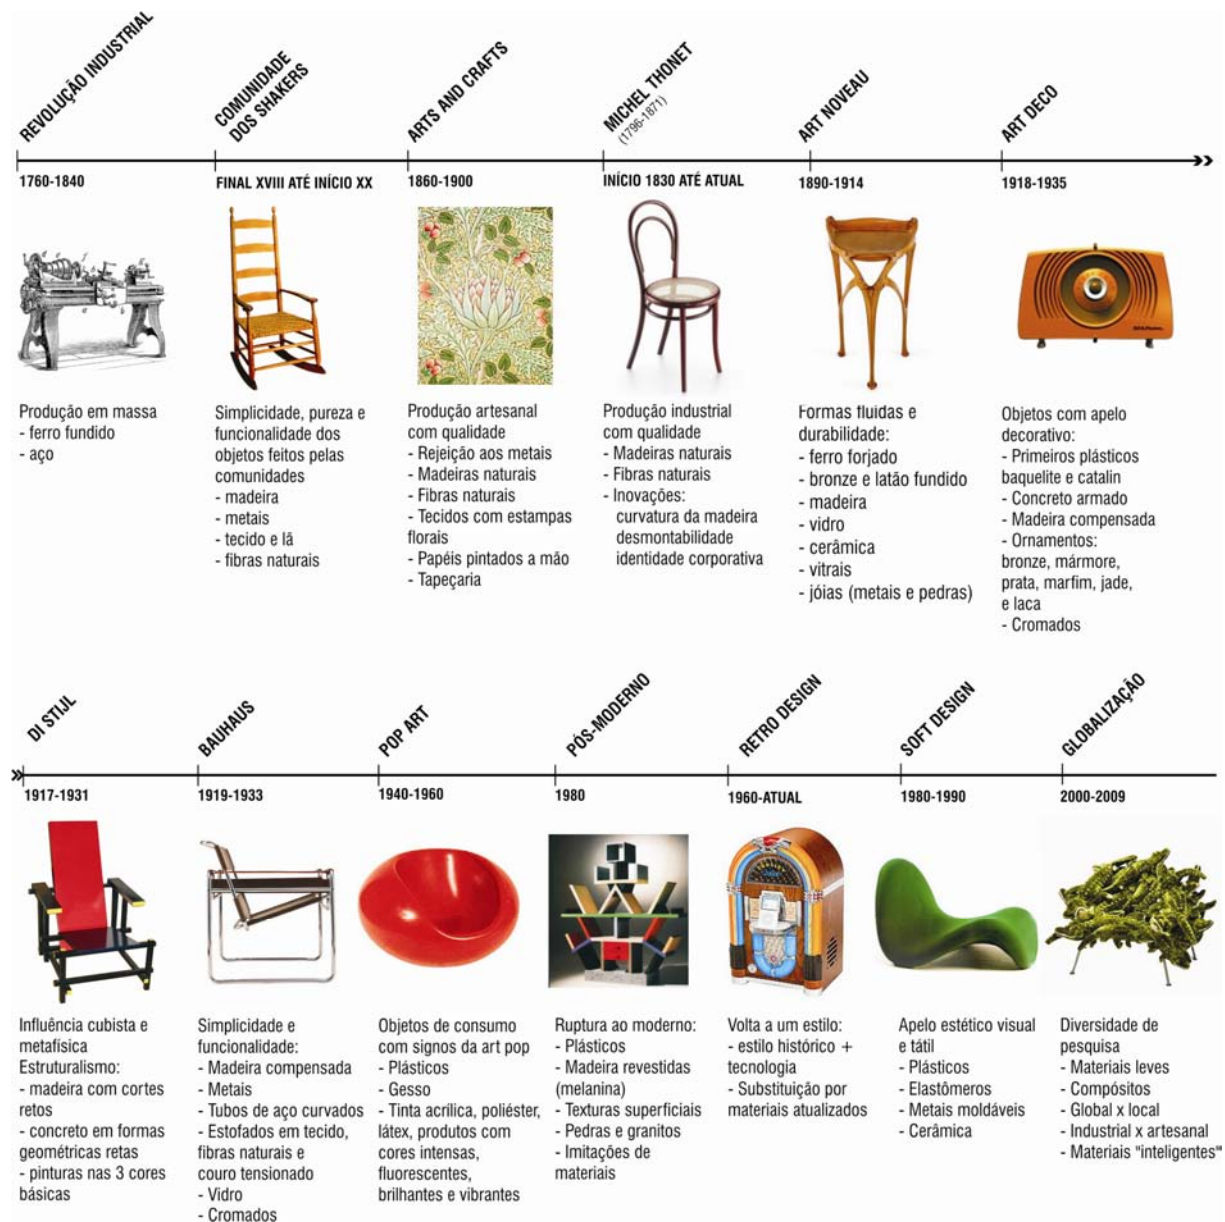 REVOLUÇÃO INDUSTRIAL
1760-1840
Produção em massa
- ferro fundido
- aço
COMUNIDADE
DOS SHAKERS
FINAL XVIII ATÉ INÍCIO XX
Simplicidade, pureza e
funcionalidade dos
objetos feitos pelas
comunidades
- madeira
- metais
- tecido e lã
- fibras naturais
ARTS AND CRAFTS
1860-1900
Produção artesanal
com qualidade
- Rejeição aos metais
- Madeiras naturais
- Fibras naturais
- Tecidos com estampas
florais
- Papéis pintados a mão
- Tapeçaria
MICHEL THONET
(1796-1871)
INÍCIO 1830 ATÉ ATUAL
Produção industrial
com qualidade
- Madeiras naturais
- Fibras naturais
- Inovações:
curvatura da madeira
desmontabilidade
identidade corporativa
ART NOVEAU
1890-1914
Formas fluidas e
durabilidade:
- ferro forjado
- bronze e latão fundido
- madeira
- vidro
- cerâmica
- vitrais
- jóias (metais e pedras)
ART DECO
1918-1935
Objetos com apelo
decorativo:
- Primeiros plásticos
baquelite e catalin
- Concreto armado
- Madeira compensada
- Ornamentos:
bronze, mármore,
prata, marfim, jade,
e laca
- Cromados
DI STIJL
1917-1931
Influência cubista e
metafísica
Estruturalismo:
- madeira com cortes
retos
- concreto em formas
geométricas retas
- pinturas nas 3 cores
básicas
BAUHAUS
1919-1933
Simplicidade e
funcionalidade:
- Madeira compensada
- Metais
- Tubos de aço curvados
- Estofados em tecido,
fibras naturais e
couro tensionado
- Vidro
- Cromados
POP ART
1940-1960
Objetos de consumo
com signos da art pop
- Plásticos
- Gesso
- Tinta acrílica, poliéster,
látex, produtos com
cores intensas,
fluorescentes,
brilhantes e vibrantes
PÓS-MODERNO
1980
Ruptura ao moderno:
- Plásticos
- Madeira revestidas
(melanina)
- Texturas superficiais
- Pedras e granitos
- Imitações de
materiais
RETRO DESIGN
1960-ATUAL
Volta a um estilo:
- estilo histórico +
tecnologia
- Substituição por
materiais atualizados
SOFT DESIGN
1980-1990
Apelo estético visual
e tátil
- Plásticos
- Elastômeros
- Metais moldáveis
- Cerâmica
GLOBALIZAÇÃO
2000-2009
Diversidade de
pesquisa
- Materiais leves
- Compósitos
- Global x local
- Industrial x artesanal
- Materiais "inteligentes"